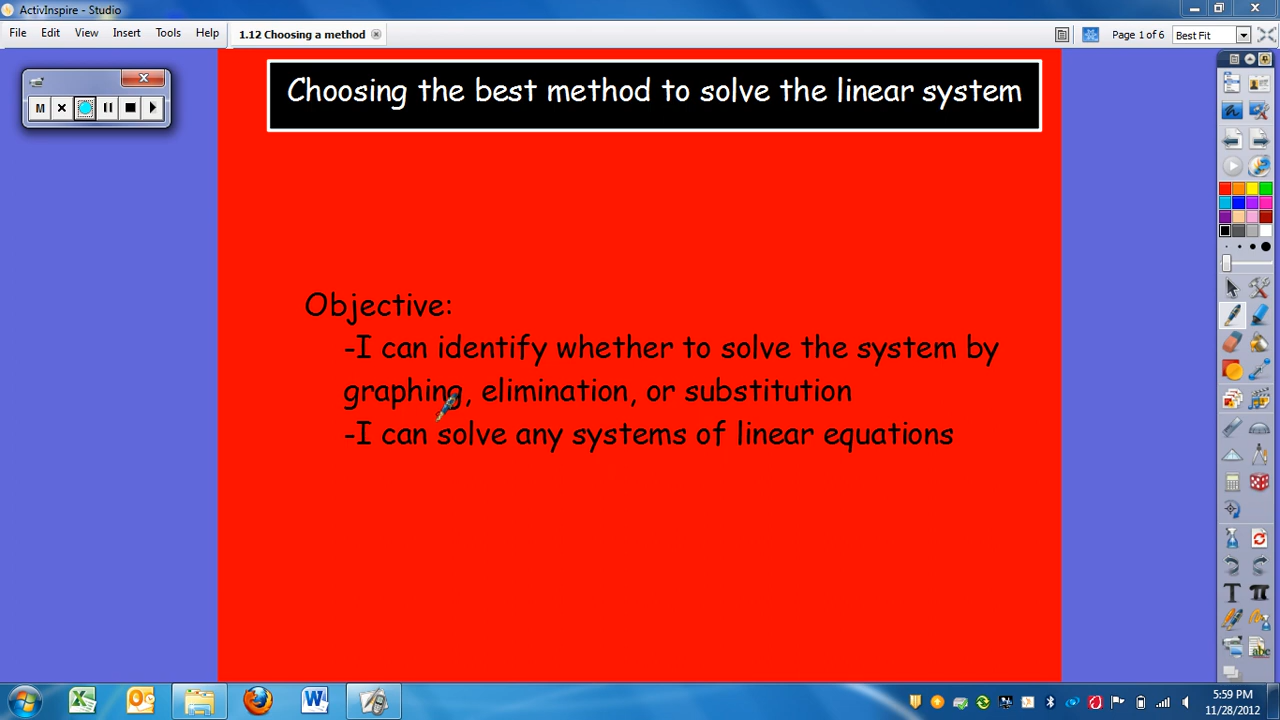 ActivInspire - Studio
File Edit View Insert Tools Help
1.12 Choosing a method
Page 1 of 6
Best Fit
M
Choosing the best method to solve the linear system
Objective:
-I can identify whether to solve the system by
graphing, elimination, or substitution
-I can solve any systems of linear equations
5:59 PM
11/28/2012